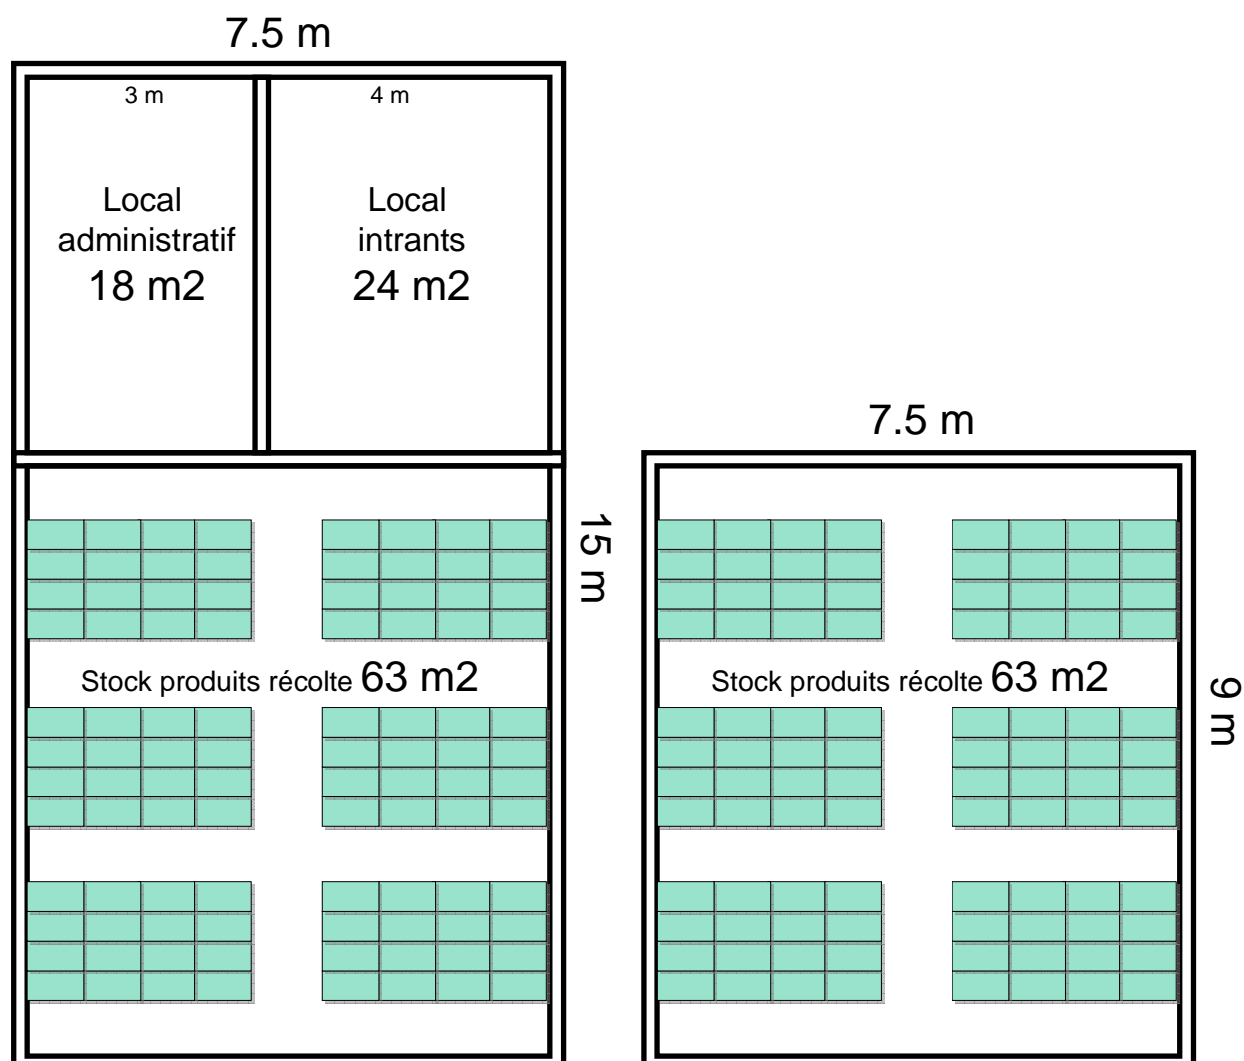 7.5 m
3 m
4 m
Local
administratif
18 m2
Local
intrants
24 m2
15 m
Stock produits récolte 63 m2
7.5 m
Stock produits récolte 63 m2
9 m